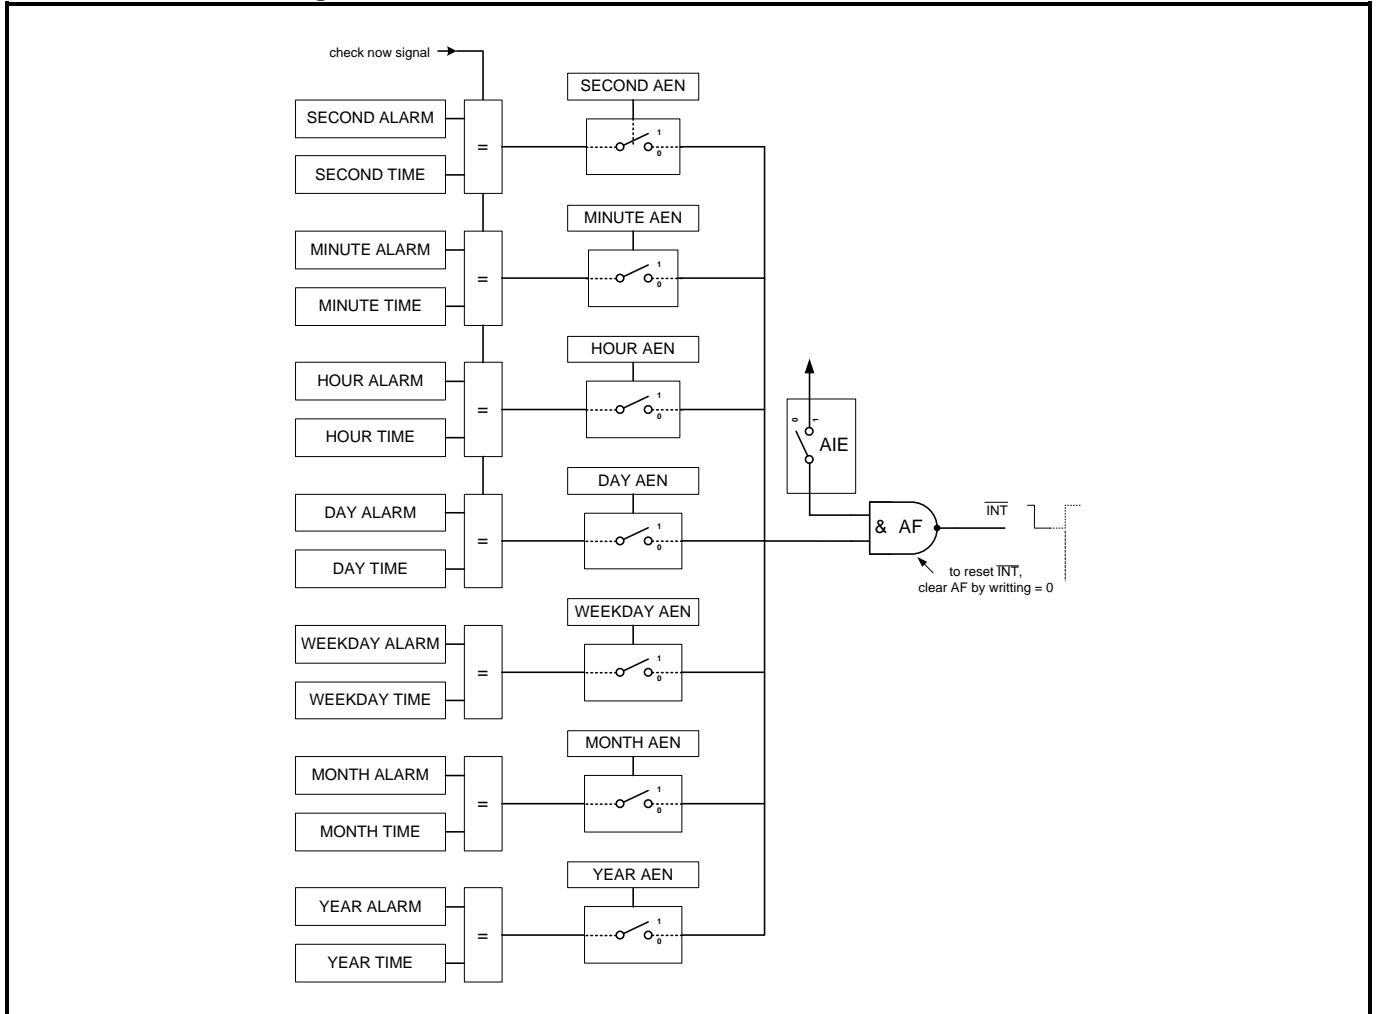 check now signal
SECOND ALARM
=
SECOND TIME
SECOND AEN
1
0
MINUTE ALARM
=
MINUTE TIME
MINUTE AEN
1
0
HOUR ALARM
=
HOUR TIME
HOUR AEN
1
0
DAY ALARM
=
DAY TIME
DAY AEN
1
0
WEEKDAY ALARM
=
WEEKDAY TIME
WEEKDAY AEN
1
0
MONTH ALARM
=
MONTH TIME
MONTH AEN
1
0
YEAR ALARM
=
YEAR TIME
YEAR AEN
1
0
0
1
AIE
& AF
INT
to reset INT,
clear AF by writting = 0